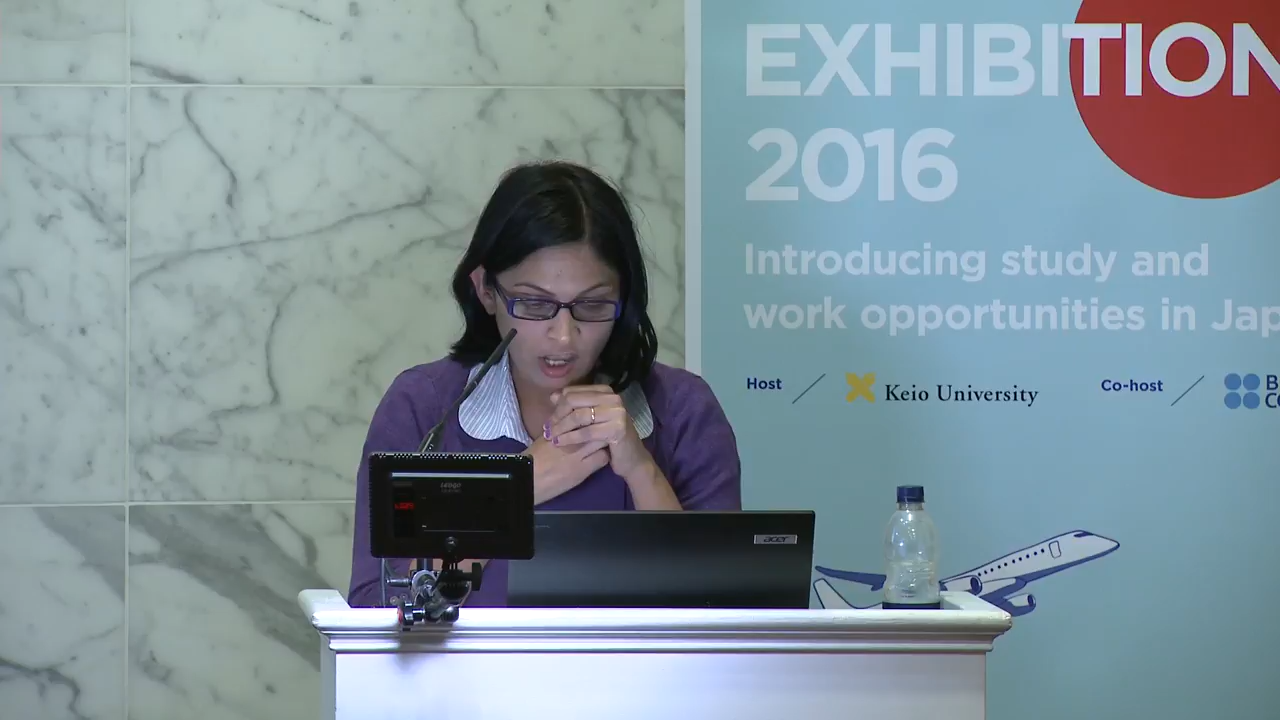 EXHIBITION
2016
Introducing study and
work opportunities in Jap
Host / Keio University
Co-host /
acer